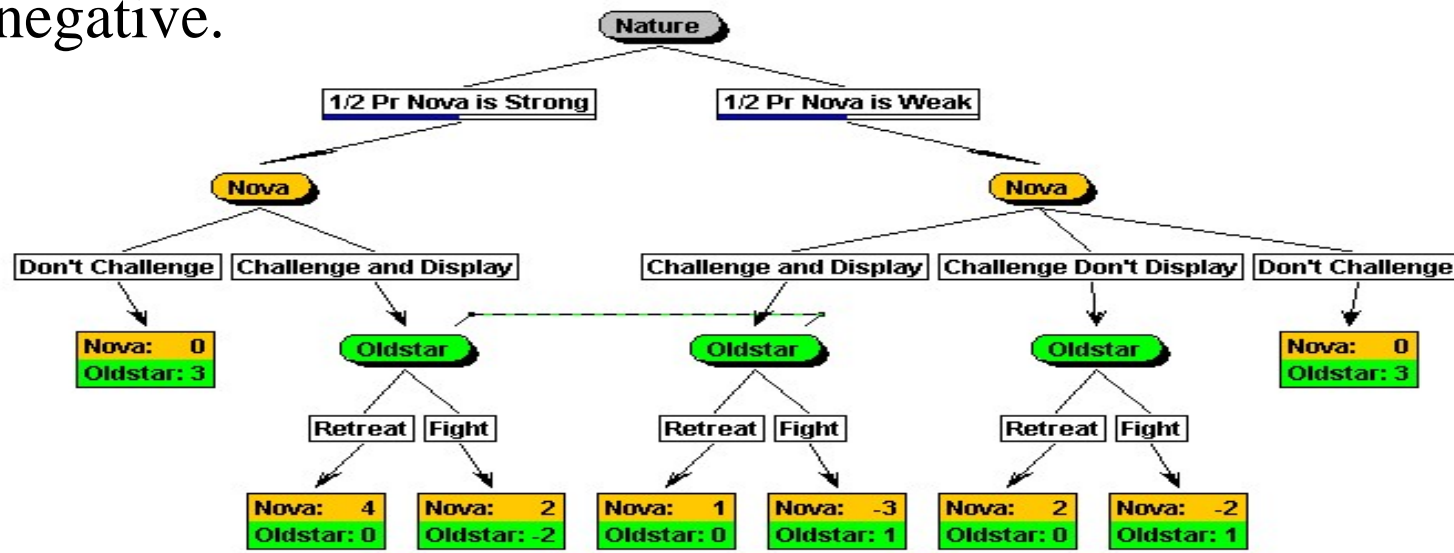 negative.
Nature
1/2 Pr Nova is Strong 1/2 Pr Nova is Weak
Nova Nova
Don't Challenge Challenge and Display Challenge and Display Challenge Don't Display Don't Challenge
Nova: 0 Nova: 0
Oldstar: 3 Oldstar: 3
Oldstar Oldstar Oldstar
Retreat Fight Retreat Fight Retreat Fight
Nova: 4 Nova: 2 Nova: 1 Nova: -3 Nova: 2 Nova: -2
Oldstar: 0 Oldstar: -2 Oldstar: 0 Oldstar: 1 Oldstar: 0 Oldstar: 1